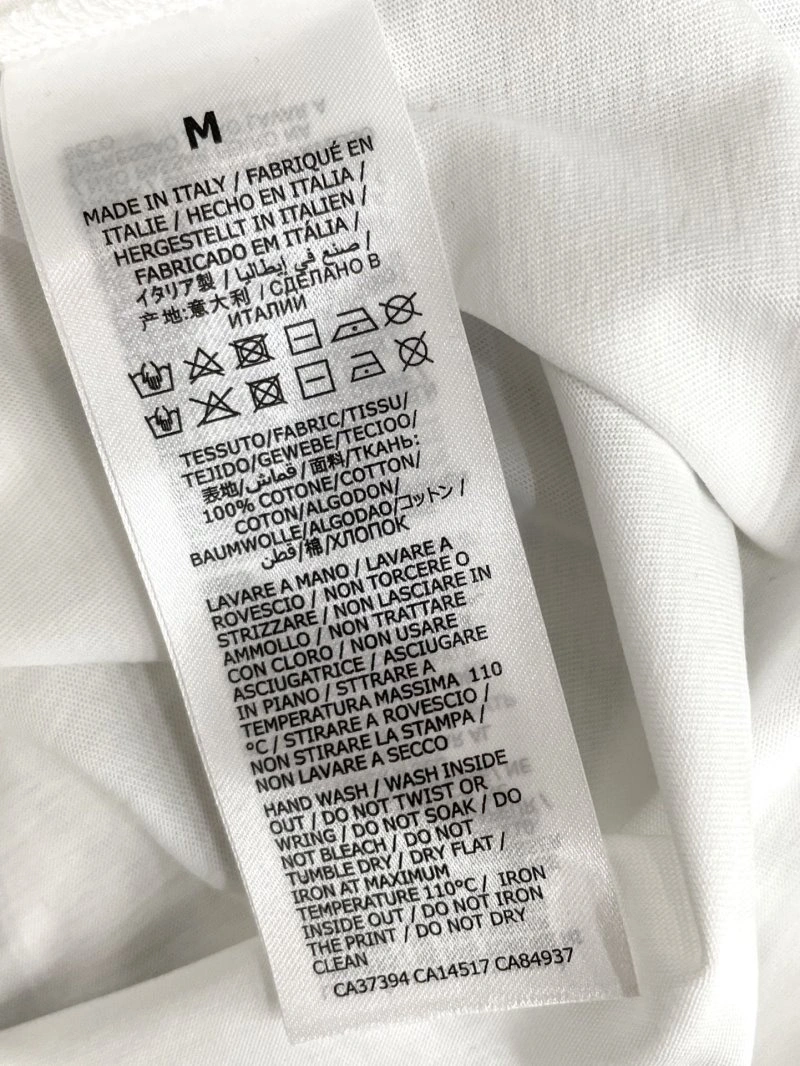 M
MADE IN ITALY / FABRIQUÉ EN
ITALIE / HECHO EN ITALIA /
HERGESTELLT IN ITALIEN /
FABRICADO EM ITÁLIA /
イタリア製 / صنع في إيطاليا /
产地:意大利 / СДЕЛАНО В
ИТАЛИИ
TESSUTO/FABRIC/TISSU/
TEJIDO/GEWEBE/TECIOO/
表地/قماش/面料/ТКАНЬ:
100% COTONE/COTTON/
COTON/ALGODON/
BAUMWOLLE/ALGODAO/コットン/
قطن/棉/ХЛОПОК
LAVARE A MANO / LAVARE A
ROVESCIO / NON TORCERE O
STRIZZARE / NON LASCIARE IN
AMMOLLO / NON TRATTARE
CON CLORO / NON USARE
ASCIUGATRICE / ASCIUGARE
IN PIANO / STTRARE A
TEMPERATURA MASSIMA 110
°C / STIRARE A ROVESCIO /
NON STIRARE LA STAMPA /
NON LAVARE A SECCO
HAND WASH / WASH INSIDE
OUT / DO NOT TWIST OR
WRING / DO NOT SOAK / DO
NOT BLEACH / DO NOT
TUMBLE DRY / DRY FLAT /
IRON AT MAXIMUM
TEMPERATURE 110°C / IRON
INSIDE OUT / DO NOT IRON
THE PRINT / DO NOT DRY
CLEAN
CA37394 CA14517 CA84937